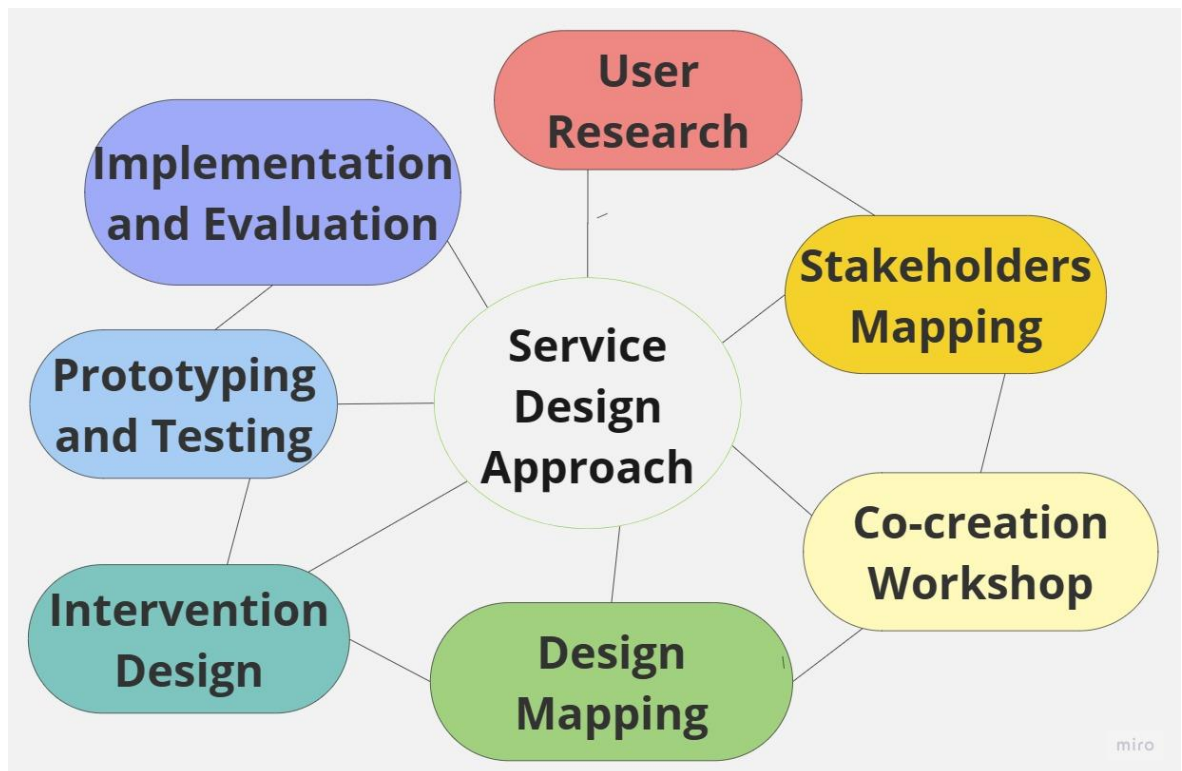 User
Research
Implementation
and Evaluation
Stakeholders
Mapping
Service
Design
Approach
Prototyping
and Testing
Co-creation
Workshop
Intervention
Design
Design
Mapping
miro